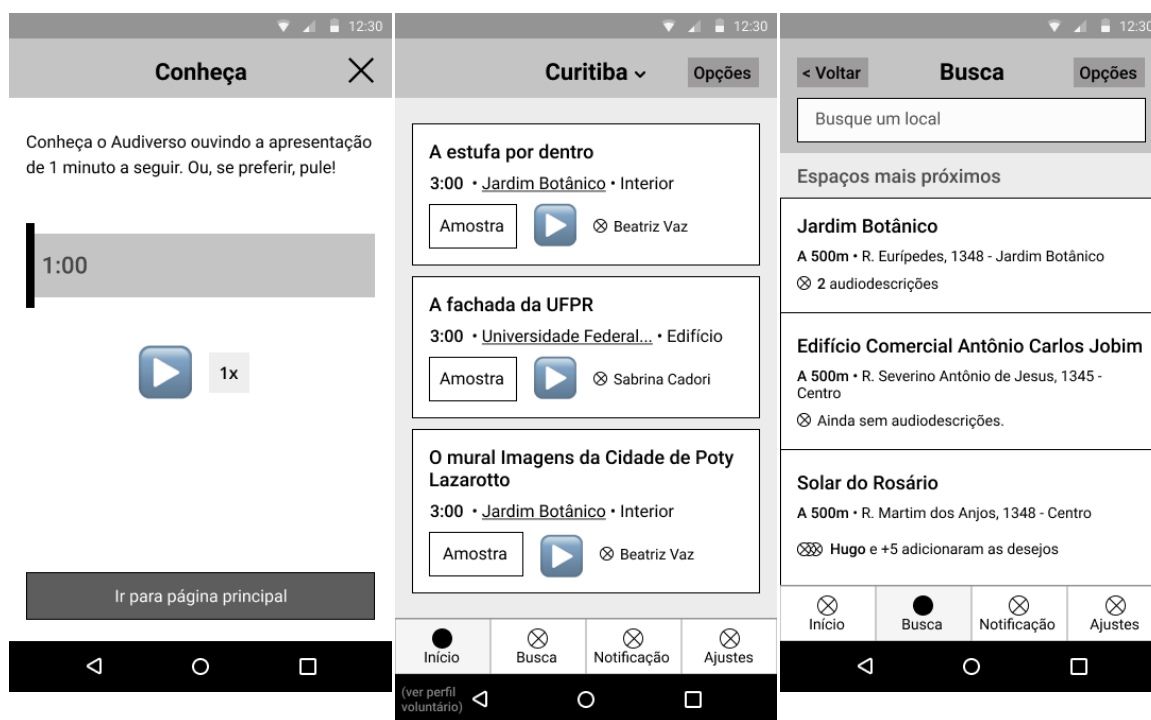 12:30
Conheça
Conheça o Audiverso ouvindo a apresentação
de 1 minuto a seguir. Ou, se preferir, pule!
1:00
1x
Ir para página principal
12:30
Curitiba
Opções
A estufa por dentro
3:00 • Jardim Botânico • Interior
Amostra
Beatriz Vaz
A fachada da UFPR
3:00 • Universidade Federal... • Edifício
Amostra
Sabrina Cadori
O mural Imagens da Cidade de Poty
Lazarotto
3:00 • Jardim Botânico • Interior
Amostra
Beatriz Vaz
Início
Busca
Notificação
Ajustes
(ver perfil
voluntário)
12:30
< Voltar
Busca
Opções
Busque um local
Espaços mais próximos
Jardim Botânico
A 500m • R. Eurípedes, 1348 - Jardim Botânico
2 audiodescrições
Edifício Comercial Antônio Carlos Jobim
A 500m • R. Severino Antônio de Jesus, 1345 -
Centro
Ainda sem audiodescrições.
Solar do Rosário
A 500m • R. Martim dos Anjos, 1348 - Centro
Hugo e +5 adicionaram as desejos
Início
Busca
Notificação
Ajustes